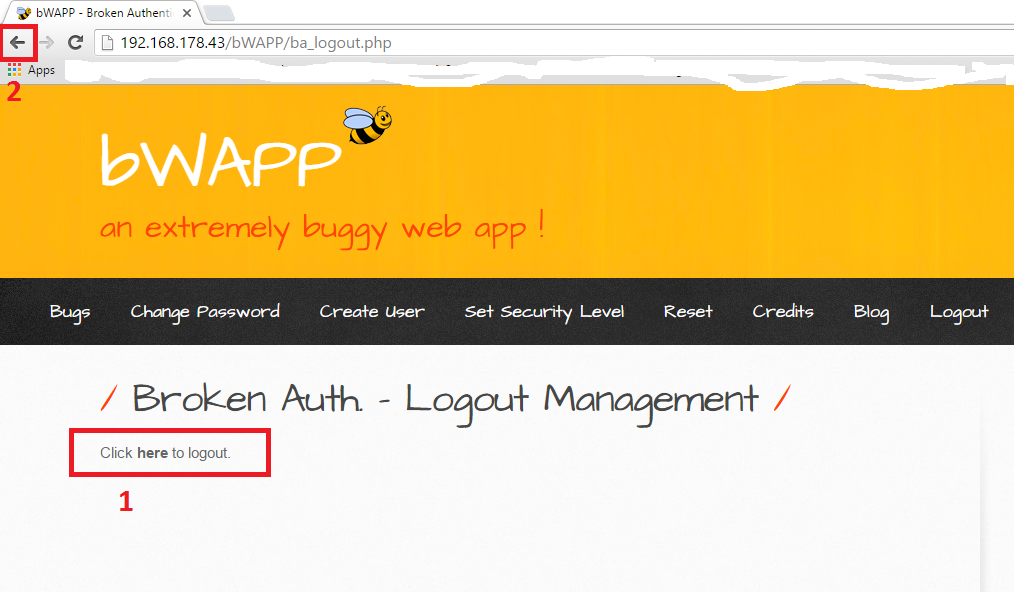 bWAPP - Broken Authenti
192.168.178.43/bWAPP/ba_logout.php
Apps
2
bWAPP
an extremely buggy web app !
Bugs Change Password Create User Set Security Level Reset Credits Blog Logout
/ Broken Auth. - Logout Management /
Click here to logout.
1